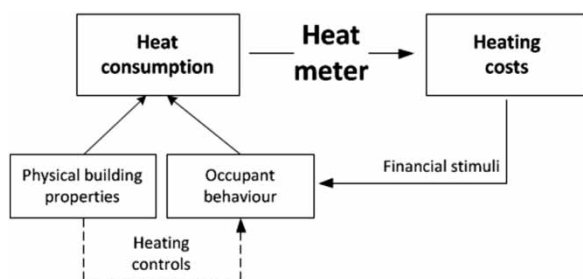 Heat
consumption
Heat
meter
Heating
costs
Physical building
properties
Occupant
behaviour
Financial stimuli
Heating
controls